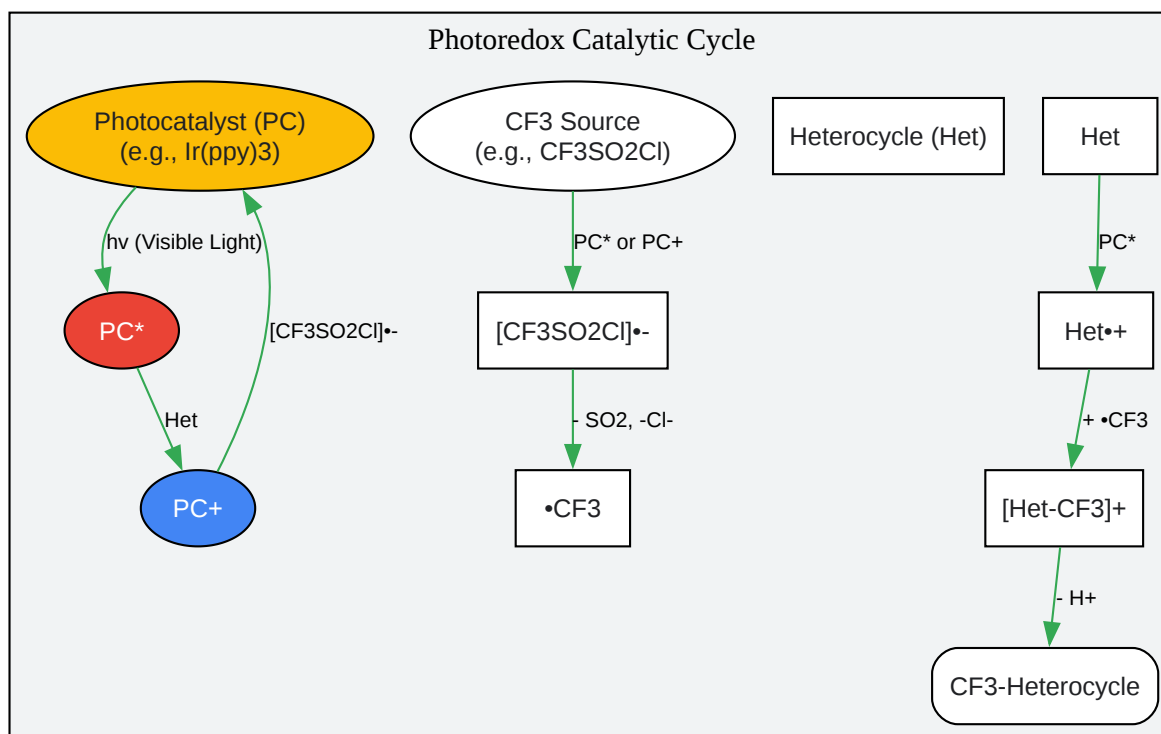 Photoredox Catalytic Cycle
Photocatalyst (PC)
(e.g., Ir(ppy)3)
CF3 Source
(e.g., CF3SO2Cl)
Heterocycle (Het)
Het
hv (Visible Light)
PC* or PC+
PC*
PC*
[CF3SO2Cl]•-
[CF3SO2Cl]•-
Het•+
Het
- SO2, -Cl-
+ •CF3
PC+
•CF3
[Het-CF3]+
- H+
CF3-Heterocycle